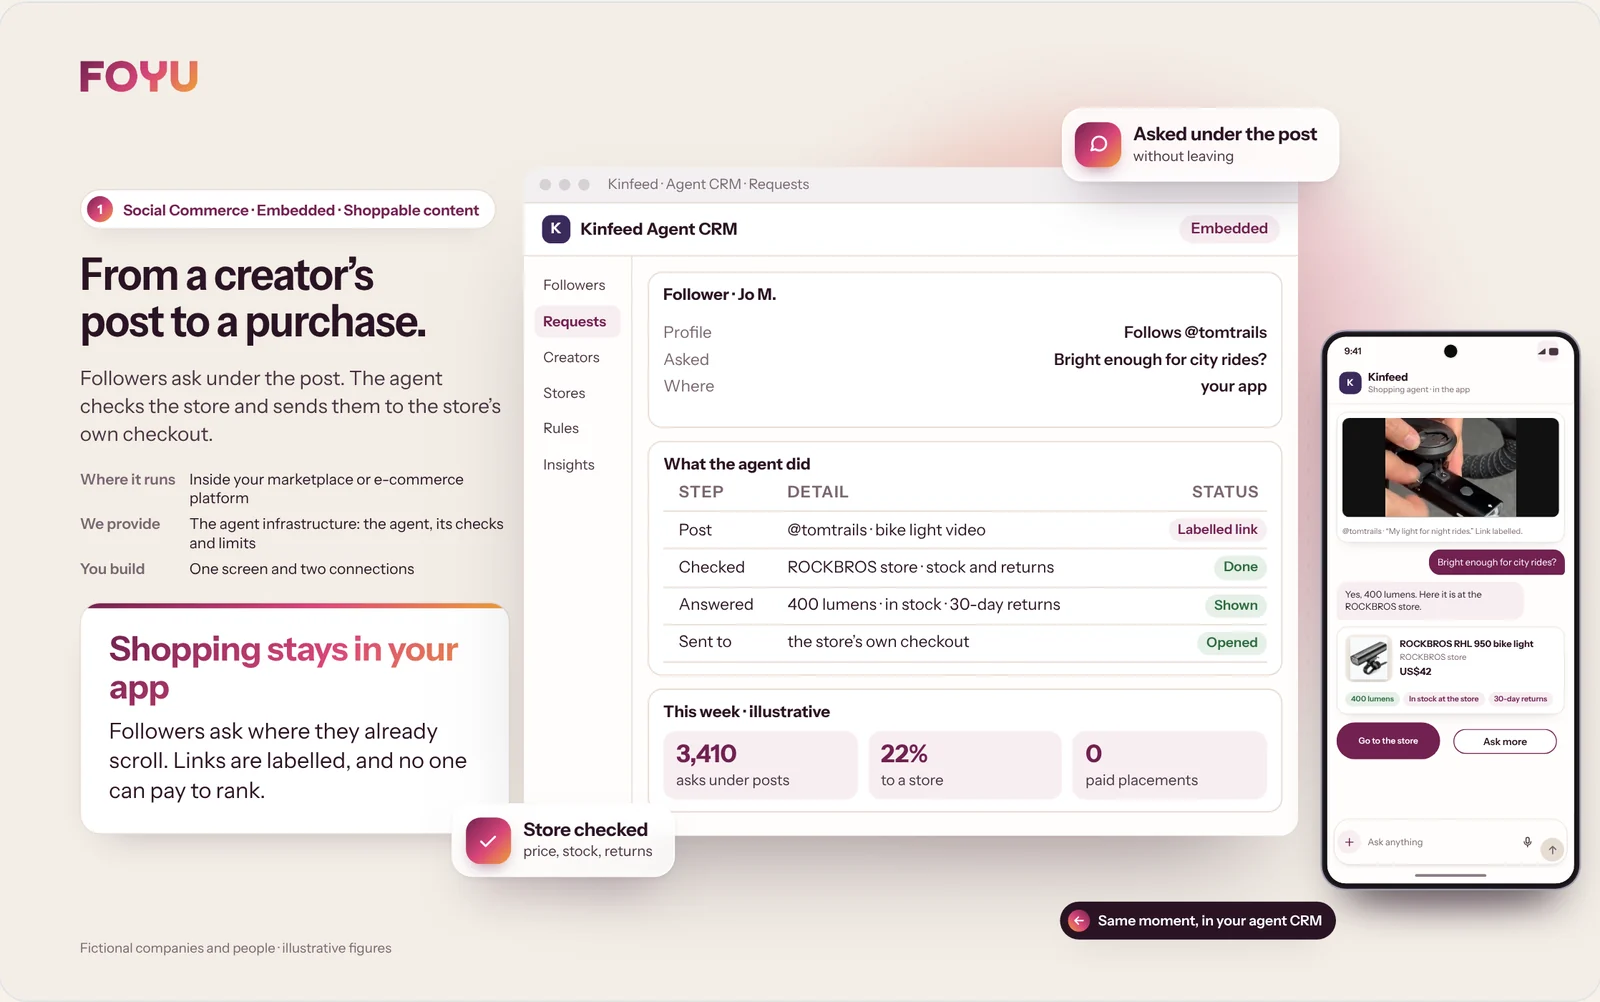 FOYU
1 Social Commerce · Embedded · Shoppable content
From a creator's
post to a purchase.
Followers ask under the post. The agent
checks the store and sends them to the store's
own checkout.
Where it runs Inside your marketplace or e-commerce
platform
We provide The agent infrastructure: the agent, its checks
and limits
You build One screen and two connections
Shopping stays in your
app
Followers ask where they already
scroll. Links are labelled, and no one
can pay to rank.
Fictional companies and people · illustrative figures
Asked under the post
without leaving
Kinfeed · Agent CRM · Requests
K Kinfeed Agent CRM Embedded
Followers
Requests
Creators
Stores
Rules
Insights
Follower · Jo M.
Profile Follows @tomtrails
Asked Bright enough for city rides?
Where your app
What the agent did
STEP DETAIL STATUS
Post @tomtrails · bike light video Labelled link
Checked ROCKBROS store · stock and returns Done
Answered 400 lumens · in stock · 30-day returns Shown
Sent to the store's own checkout Opened
This week · illustrative
3,410 22% 0
asks under posts to a store paid placements
Store checked
price, stock, returns
9:41
K Kinfeed
Shopping agent · in the app
@tomtrails · "My light for night rides." Link labelled.
Bright enough for city rides?
Yes, 400 lumens. Here it is at the
ROCKBROS store.
ROCKBROS RHL 950 bike light
ROCKBROS store
US$42
400 lumens In stock at the store 30-day returns
Go to the store Ask more
Ask anything
Same moment, in your agent CRM